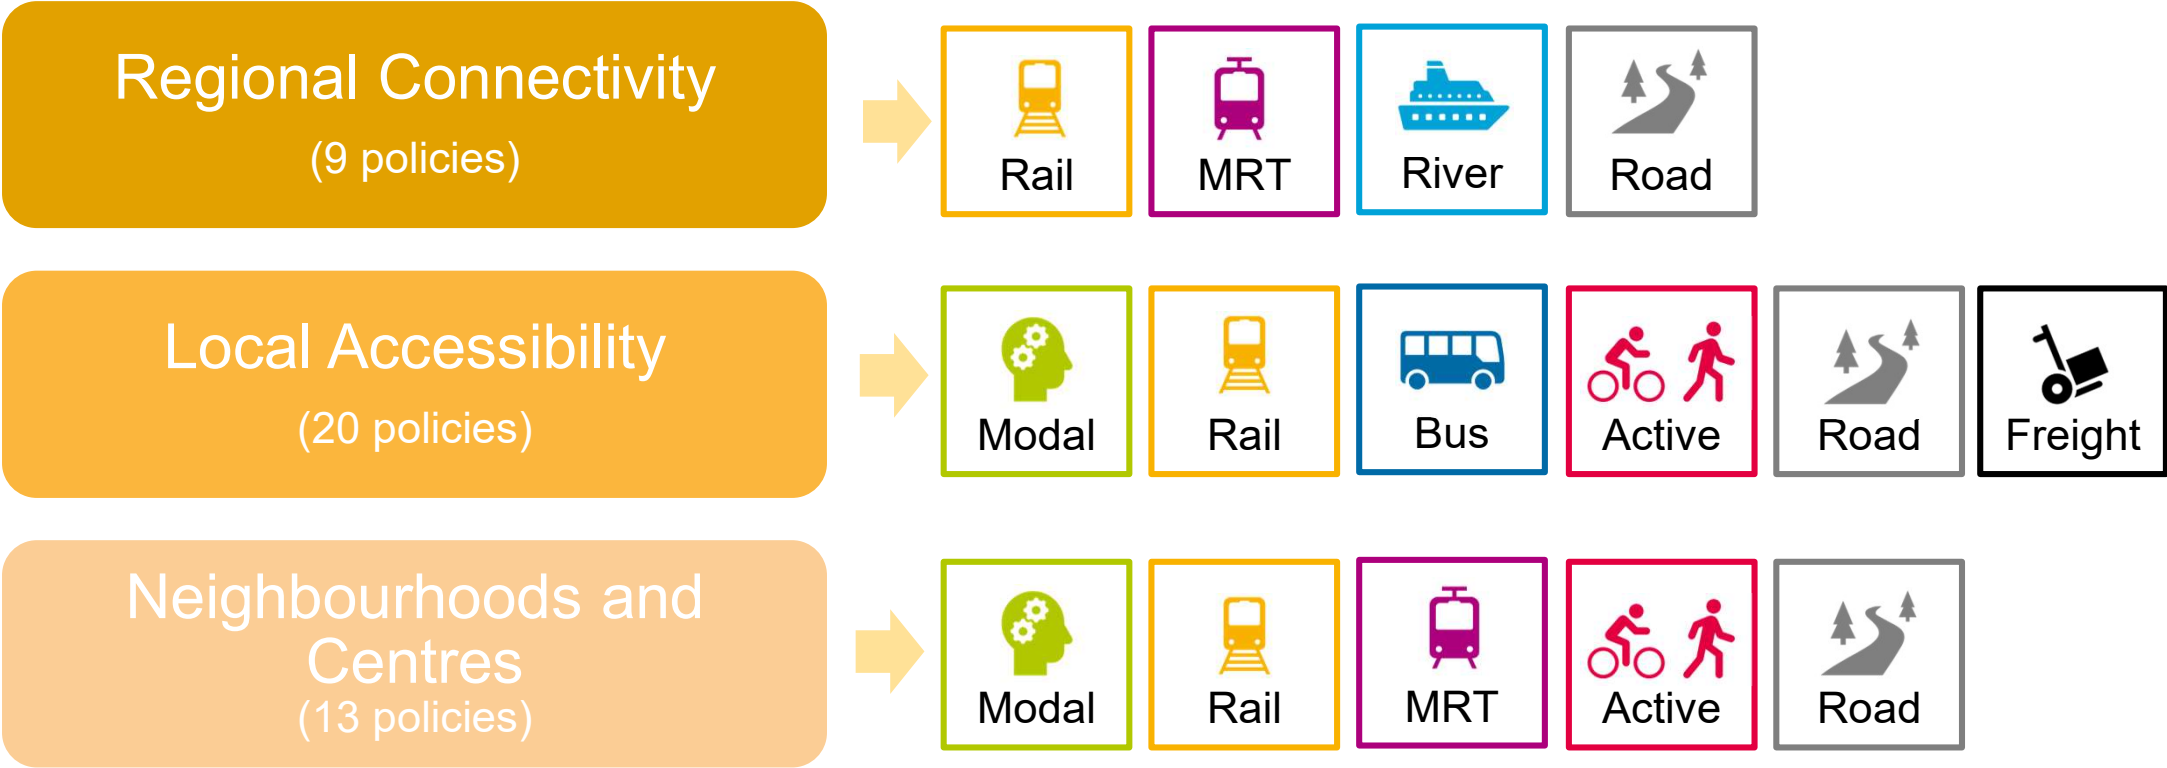 Regional Connectivity
(9 policies)
Rail
MRT
River
Road
Local Accessibility
(20 policies)
Modal
Rail
Bus
Active
Road
Freight
Neighbourhoods and
Centres
(13 policies)
Modal
Rail
MRT
Active
Road